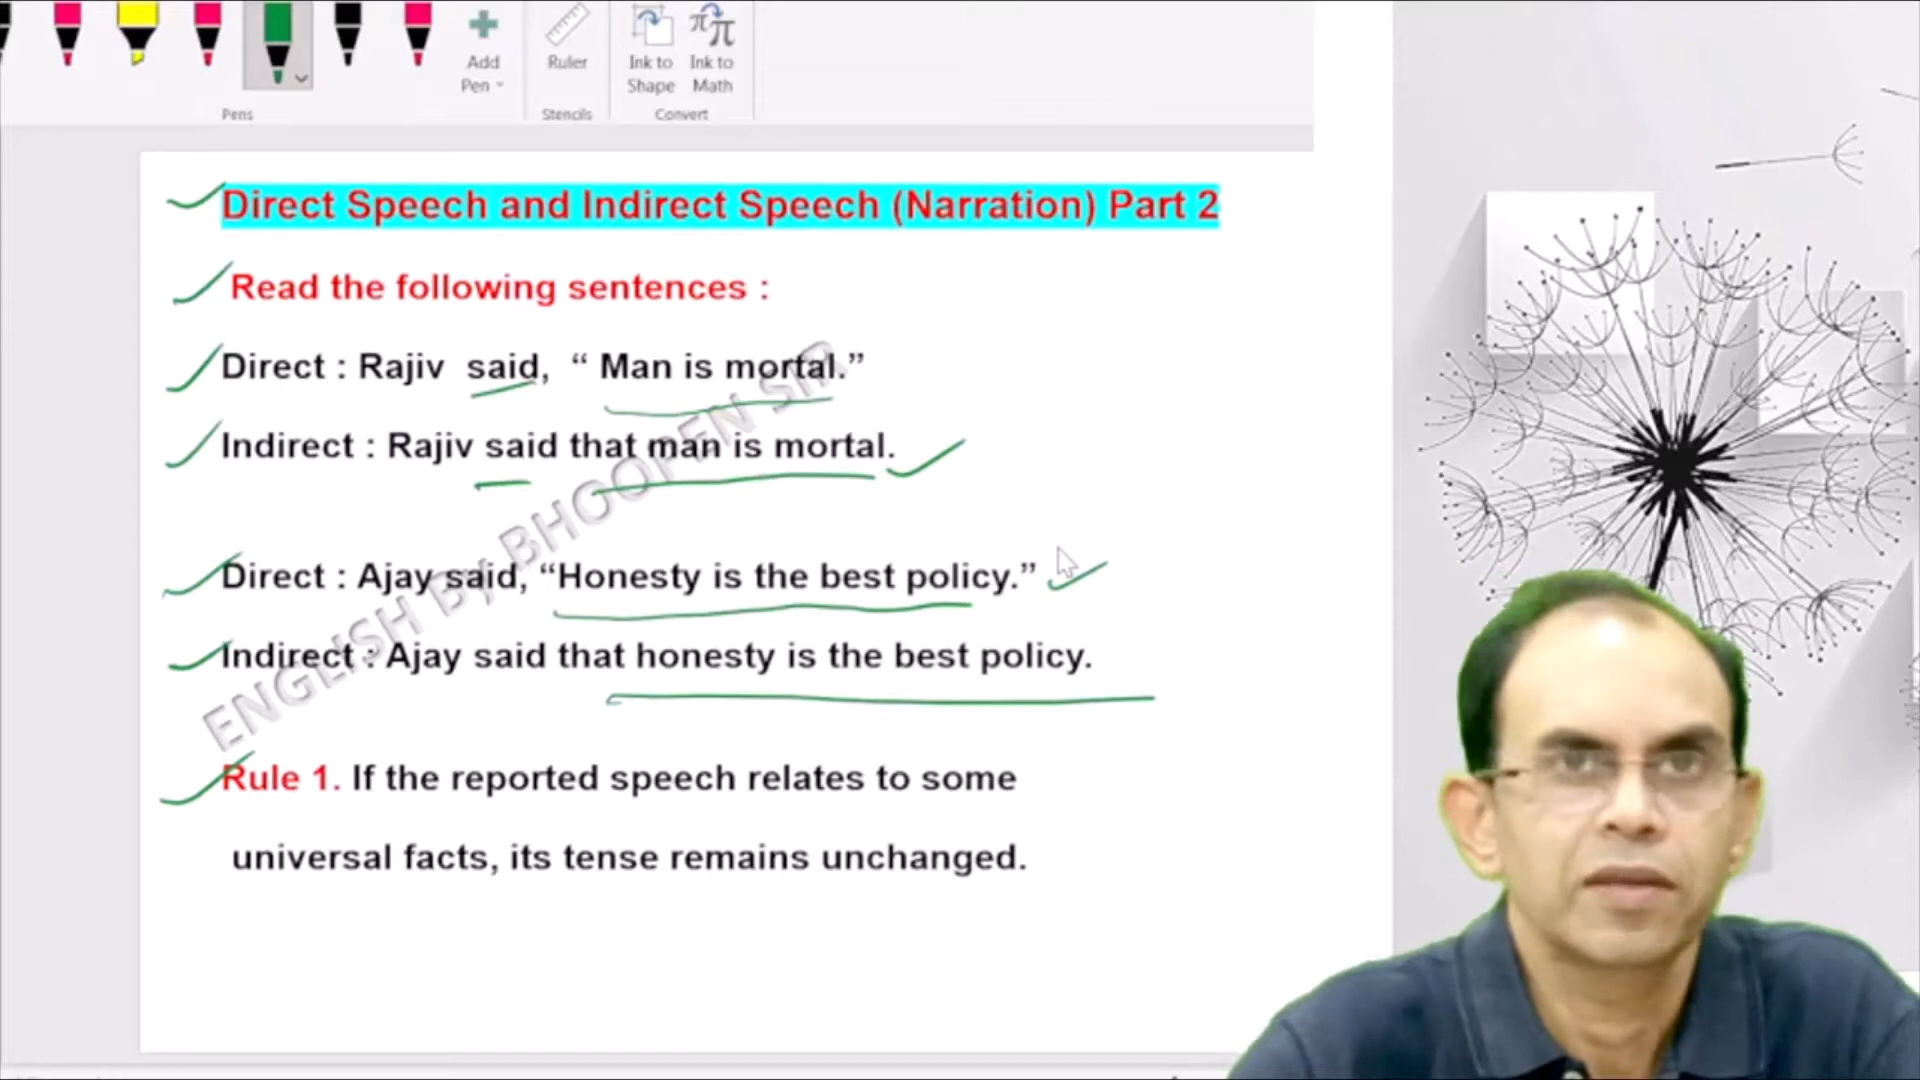 Add Pen
Ruler
Ink to Shape
Ink to Math
Pens
Stencils
Convert
Direct Speech and Indirect Speech (Narration) Part 2
Read the following sentences :
Direct : Rajiv said, “ Man is mortal.”
Indirect : Rajiv said that man is mortal.
Direct : Ajay said, “Honesty is the best policy.”
Indirect : Ajay said that honesty is the best policy.
Rule 1. If the reported speech relates to some
universal facts, its tense remains unchanged.
ENGLISH By BHOOPEN SIR